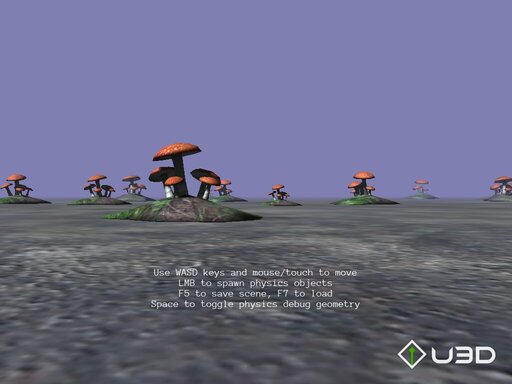 Use WASD keys and mouse/touch to move
LMB to spawn physics objects
F5 to save scene, F7 to load
Space to toggle physics debug geometry
U3D